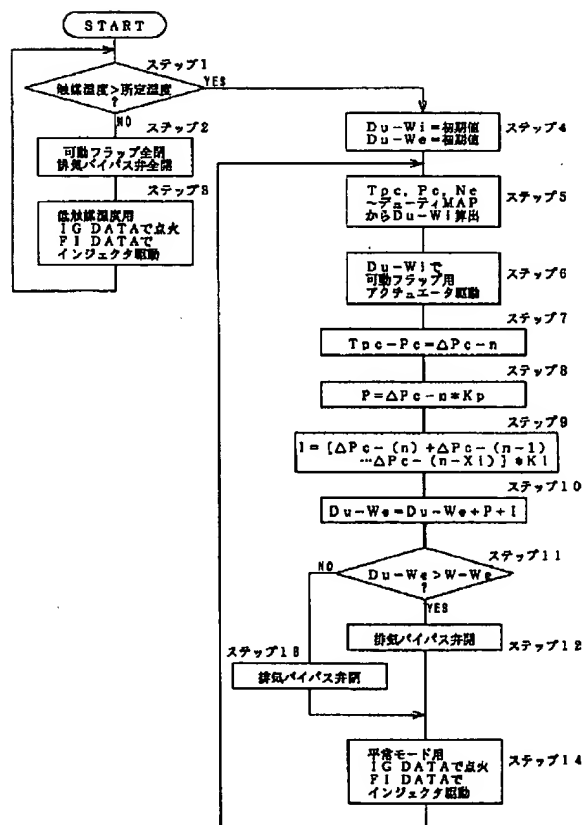 START
ステップ1
触媒温度>所定温度
?
YES
NO
ステップ2
可動フラップ全閉
排気バイパス弁
ステップ3
低触媒温度用
IG DATAで点火
FI DATAで
インジェクタ駆動
Du-Wi=初期値
Du-We=初期値
ステップ4
Tpc, Pc, Ne
~デューティMAP
からDu-Wi算出
ステップ5
Du-Wiで
可動フラップ用
アクチュエータ駆動
ステップ6
ステップ7
Tpc-Pc=△Pc-n
ステップ8
P=△Pc-n*Kp
ステップ9
I=[△Pc-(n)+△Pc-(n-1)
…△Pc-(n-Xi)]*Ki
ステップ10
Du-We=Du-We+P+I
ステップ11
Du-We>W-We
?
NO
YES
排気バイパス弁
ステップ12
ステップ13
排気バイパス弁
平常モード用
IG DATAで点火
FI DATAで
インジェクタ駆動
ステップ14